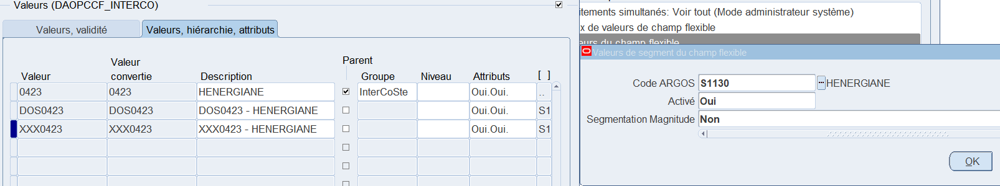 Valeurs (DAOPCCF_INTERCO)
Valeurs, validité
Valeurs, hiérarchie, attributs
Parent
Valeur Valeur convertie Description Groupe Niveau Attributs [ ]
0423 0423 HENERGIANE InterCoSte Oui.Oui. ..
DOS0423 DOS0423 DOS0423 - HENERGIANE Oui.Oui. S1
XXX0423 XXX0423 XXX0423 - HENERGIANE Oui.Oui. S1
itements simultanés: Voir tout (Mode administrateur système)
x de valeurs de champ flexible
eurs du champ flexible
Valeurs de segment du champ flexible
Code ARGOS S1130 ... HENERGIANE
Activé Oui
Segmentation Magnitude Non
OK